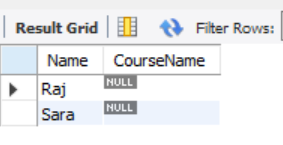 Result Grid Filter Rows:
Name CourseName
Raj NULL
Sara NULL